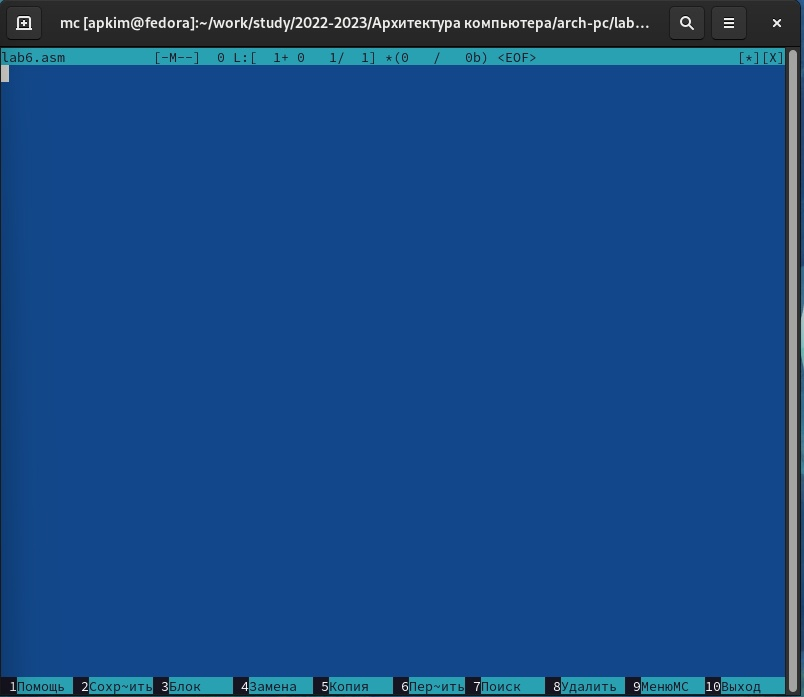 mc [apkim@fedora]:~/work/study/2022-2023/Архитектура компьютера/arch-pc/lab...
lab6.asm [-M--] 0 L:[ 1+ 0 1/ 1] *(0 / 0b) <EOF> [*][X]
1Помощь 2Сохр~ить 3Блок 4Замена 5Копия 6Пер~ить 7Поиск 8Удалить 9МенюMC 10Выход